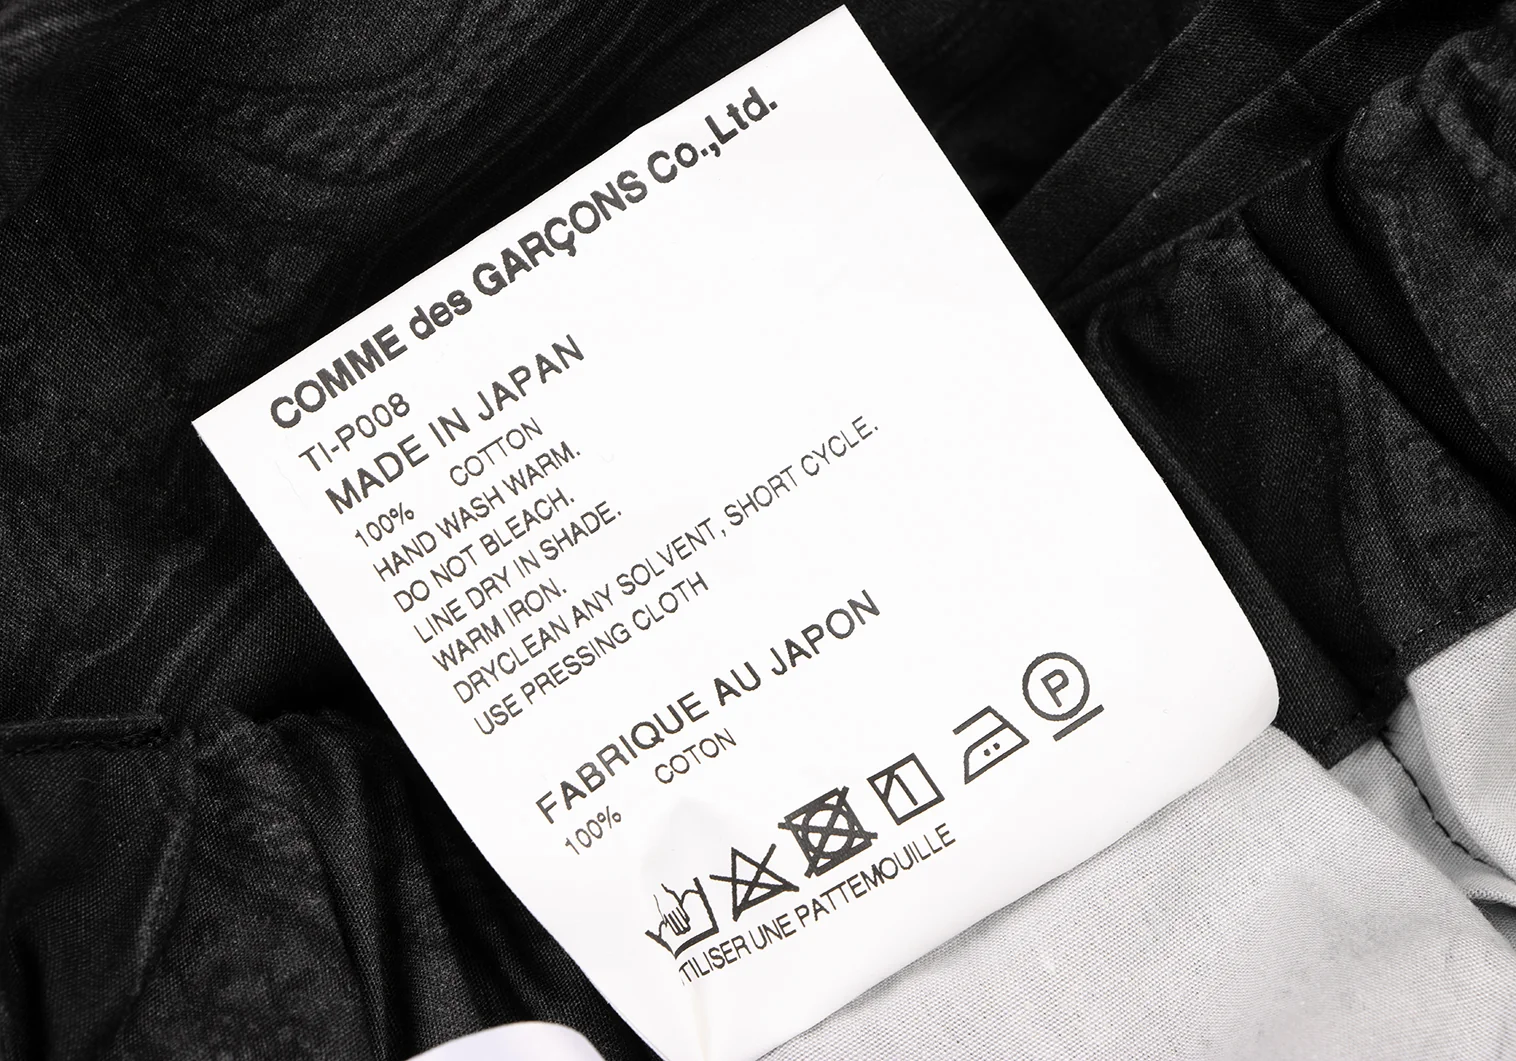 COMME des GARÇONS Co.,Ltd.
TI-P008
MADE IN JAPAN
100% COTTON
HAND WASH WARM.
DO NOT BLEACH.
LINE DRY IN SHADE.
WARM IRON.
DRYCLEAN ANY SOLVENT, SHORT CYCLE.
USE PRESSING CLOTH
FABRIQUE AU JAPON
100% COTON
P
TILISER UNE PATTEMOUILLE